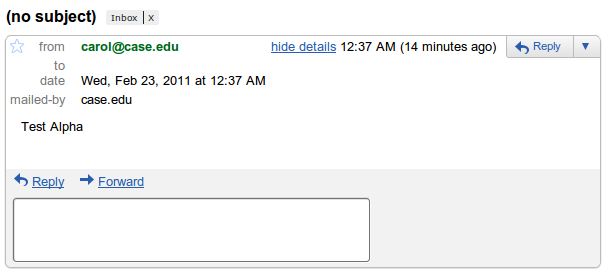 (no subject) Inbox | X
from carol@case.edu hide details 12:37 AM (14 minutes ago) Reply
to
date Wed, Feb 23, 2011 at 12:37 AM
mailed-by case.edu
Test Alpha
Reply Forward